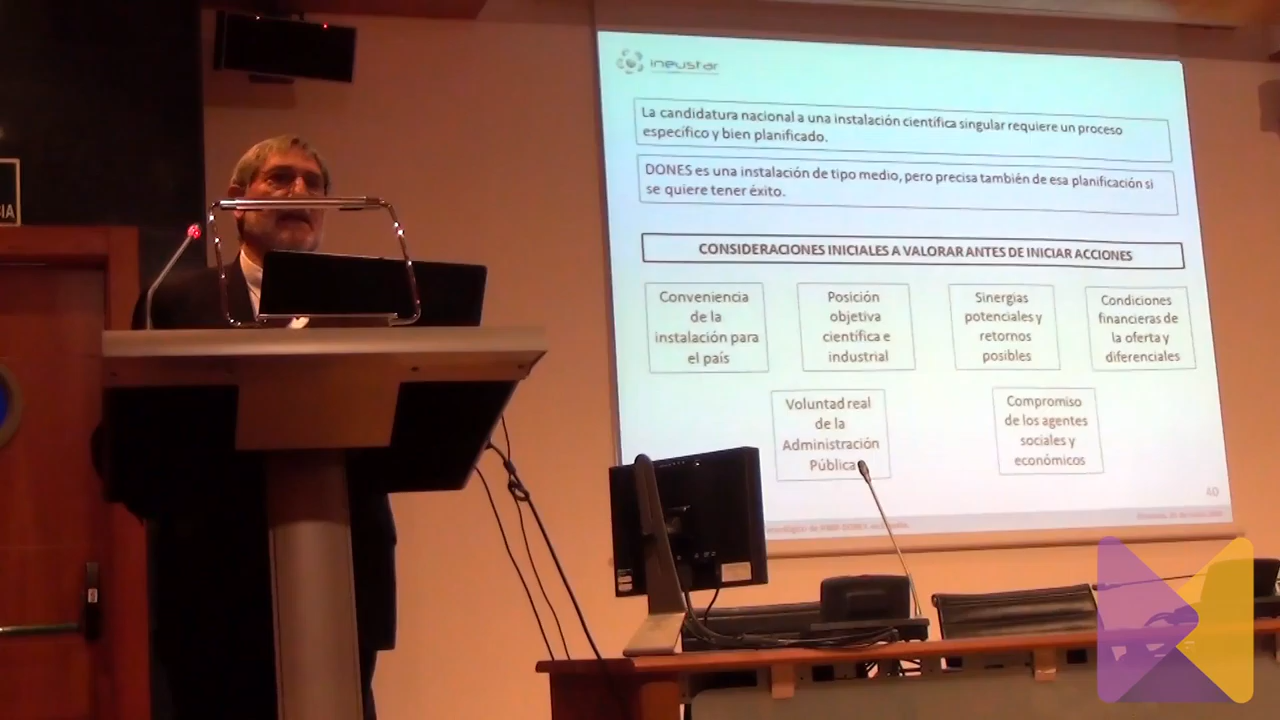 ineustar
La candidatura nacional a una instalación científica singular requiere un proceso
específico y bien planificado.
DONES es una instalación de tipo medio, pero precisa también de esa planificación si
se quiere tener éxito.
CONSIDERACIONES INICIALES A VALORAR ANTES DE INICIAR ACCIONES
Conveniencia
de la
instalación para
el país
Posición
objetiva
científica e
industrial
Sinergias
potenciales y
retornos
posibles
Condiciones
financieras de
la oferta y
diferenciales
Voluntad real
de la
Administración
Pública
Compromiso
de los agentes
sociales y
económicos
40